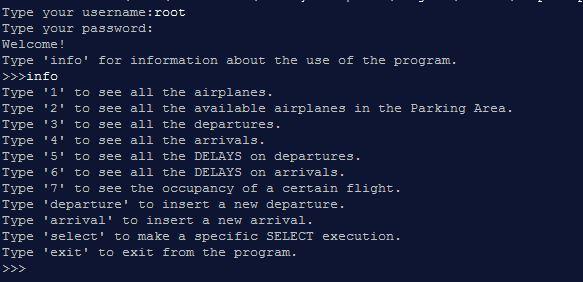 Type your username:root
Type your password:
Welcome!
Type 'info' for information about the use of the program.
>>>info
Type '1' to see all the airplanes.
Type '2' to see all the available airplanes in the Parking Area.
Type '3' to see all the departures.
Type '4' to see all the arrivals.
Type '5' to see all the DELAYS on departures.
Type '6' to see all the DELAYS on arrivals.
Type '7' to see the occupancy of a certain flight.
Type 'departure' to insert a new departure.
Type 'arrival' to insert a new arrival.
Type 'select' to make a specific SELECT execution.
Type 'exit' to exit from the program.
>>>